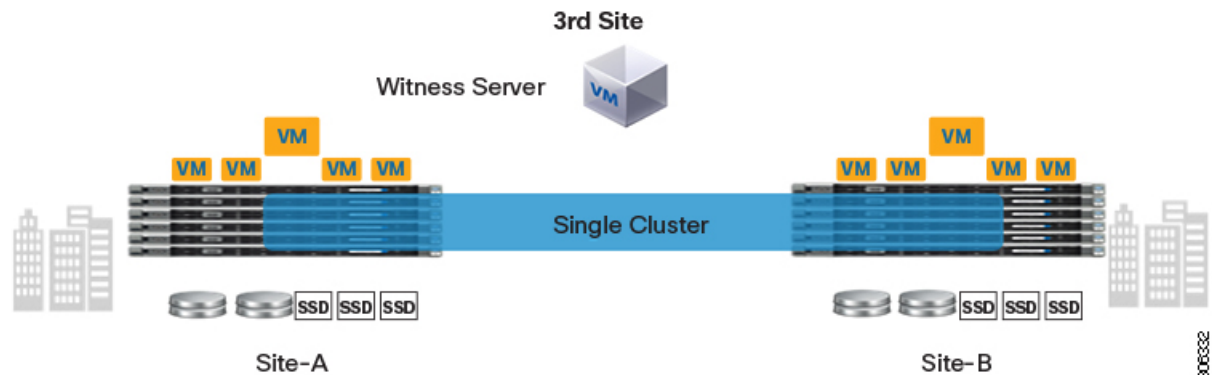 3rd Site
Witness Server
VM
VM
VM VM VM VM
VM
VM VM VM VM
Single Cluster
SSD SSD SSD
SSD SSD SSD
Site-A
Site-B
306332